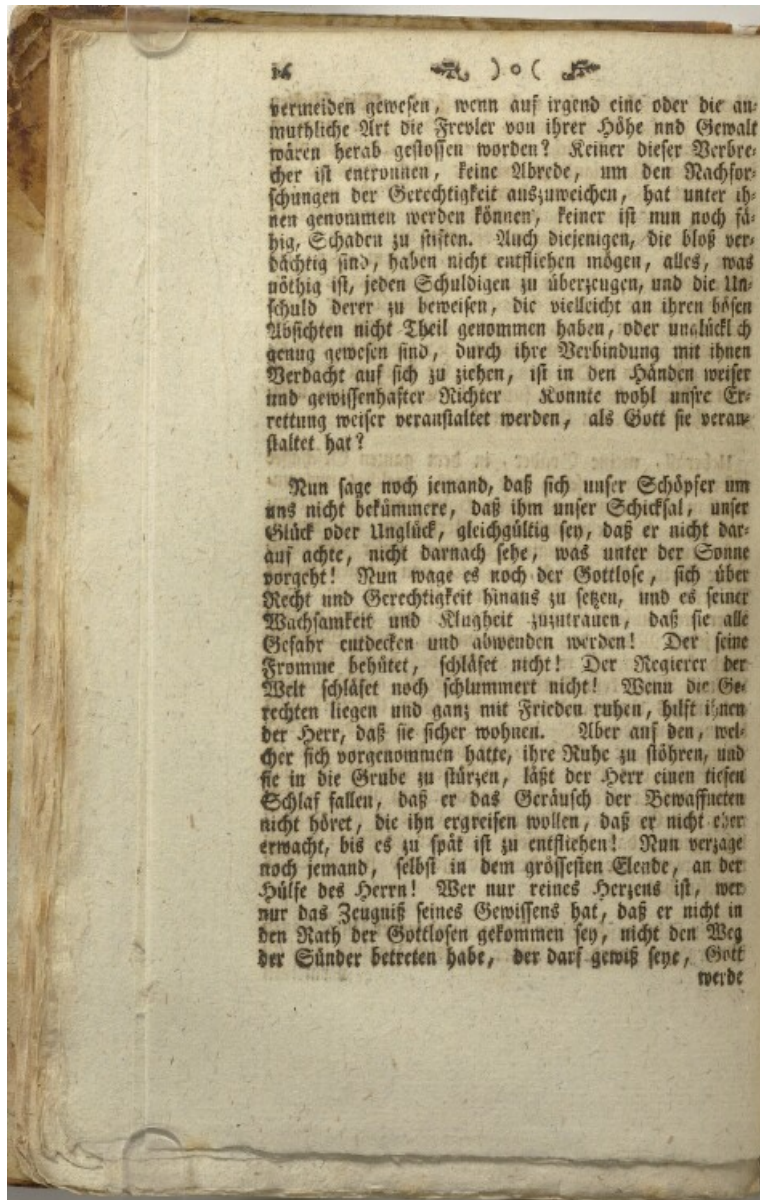 16 ) o (
vermeiden gewesen, wenn auf irgend eine oder die an-
muthliche Art die Frevler von ihrer Höhe nnd Gewalt
wären herab gestossen worden? Keiner dieser Verbre-
cher ist entronnen, keine Abrede, um den Nachfor-
schungen der Gerechtigkeit auszuweichen, hat unter ih-
nen genommen werden können, keiner ist nun noch fä-
hig, Schaden zu stiften. Auch diejenigen, die bloß ver-
dächtig sind, haben nicht entfliehen mögen, alles, was
nöthig ist, jeden Schuldigen zu überzeugen, und die Un-
schuld derer zu beweisen, die vielleicht an ihren bösen
Absichten nicht Theil genommen haben, oder unglückl ch
genug gewesen sind, durch ihre Verbindung mit ihnen
Verdacht auf sich zu ziehen, ist in den Händen weiser
und gewissenhafter Richter Konnte wohl unsre Er-
rettung weiser veranstaltet werden, als Gott sie veran-
staltet hat?
Nun sage noch jemand, daß sich unser Schöpfer um
uns nicht bekümmere, daß ihm unser Schicksal, unser
Glück oder Unglück, gleichgültig sey, daß er nicht dar-
auf achte, nicht darnach sehe, was unter der Sonne
vorgeht! Nun wage es noch der Gottlose, sich über
Recht und Gerechtigkeit hinaus zu setzen, und es seiner
Wachsamkeit und Klugheit zuzutrauen, daß sie alle
Gefahr entdecken und abwenden werden! Der seine
Fromme behütet, schläfet nicht! Der Regierer der
Welt schläfet noch schlummert nicht! Wenn die Ge-
rechten liegen und ganz mit Frieden ruhen, hilft ihnen
der Herr, daß sie sicher wohnen. Aber auf den, wel-
cher sich vorgenommen hatte, ihre Ruhe zu stöhren, und
sie in die Grube zu stürzen, läßt der Herr einen tiefen
Schlaf fallen, daß er das Geräusch der Bewaffneten
nicht höret, die ihn ergreifen wollen, daß er nicht eher
erwacht, bis es zu spät ist zu entfliehen! Nun verzage
noch jemand, selbst in dem grössesten Elende, an der
Hülfe des Herrn! Wer nur reines Herzens ist, wer
nur das Zeugniß seines Gewissens hat, daß er nicht in
den Rath der Gottlosen gekommen sey, nicht den Weg
der Sünder betreten habe, der darf gewiß seye, Gott
werde